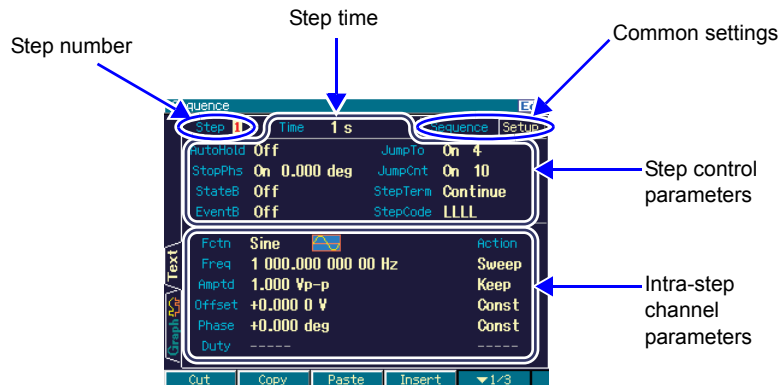 Step time
Step number
Common settings
quence
Step 1 Time 1 s Sequence Setup
AutoHold Off JumpTo On 4
StopPhs On 0.000 deg JumpCnt On 10
StateB Off StepTerm Continue
EventB Off StepCode LLLL
Step control
parameters
Fctn Sine Action
Freq 1 000.000 000 00 Hz Sweep
Amptd 1.000 Vp-p Keep
Offset +0.000 0 V Const
Phase +0.000 deg Const
Duty ----- -----
Text
Graph
Intra-step
channel
parameters
Cut Copy Paste Insert ▼1/3